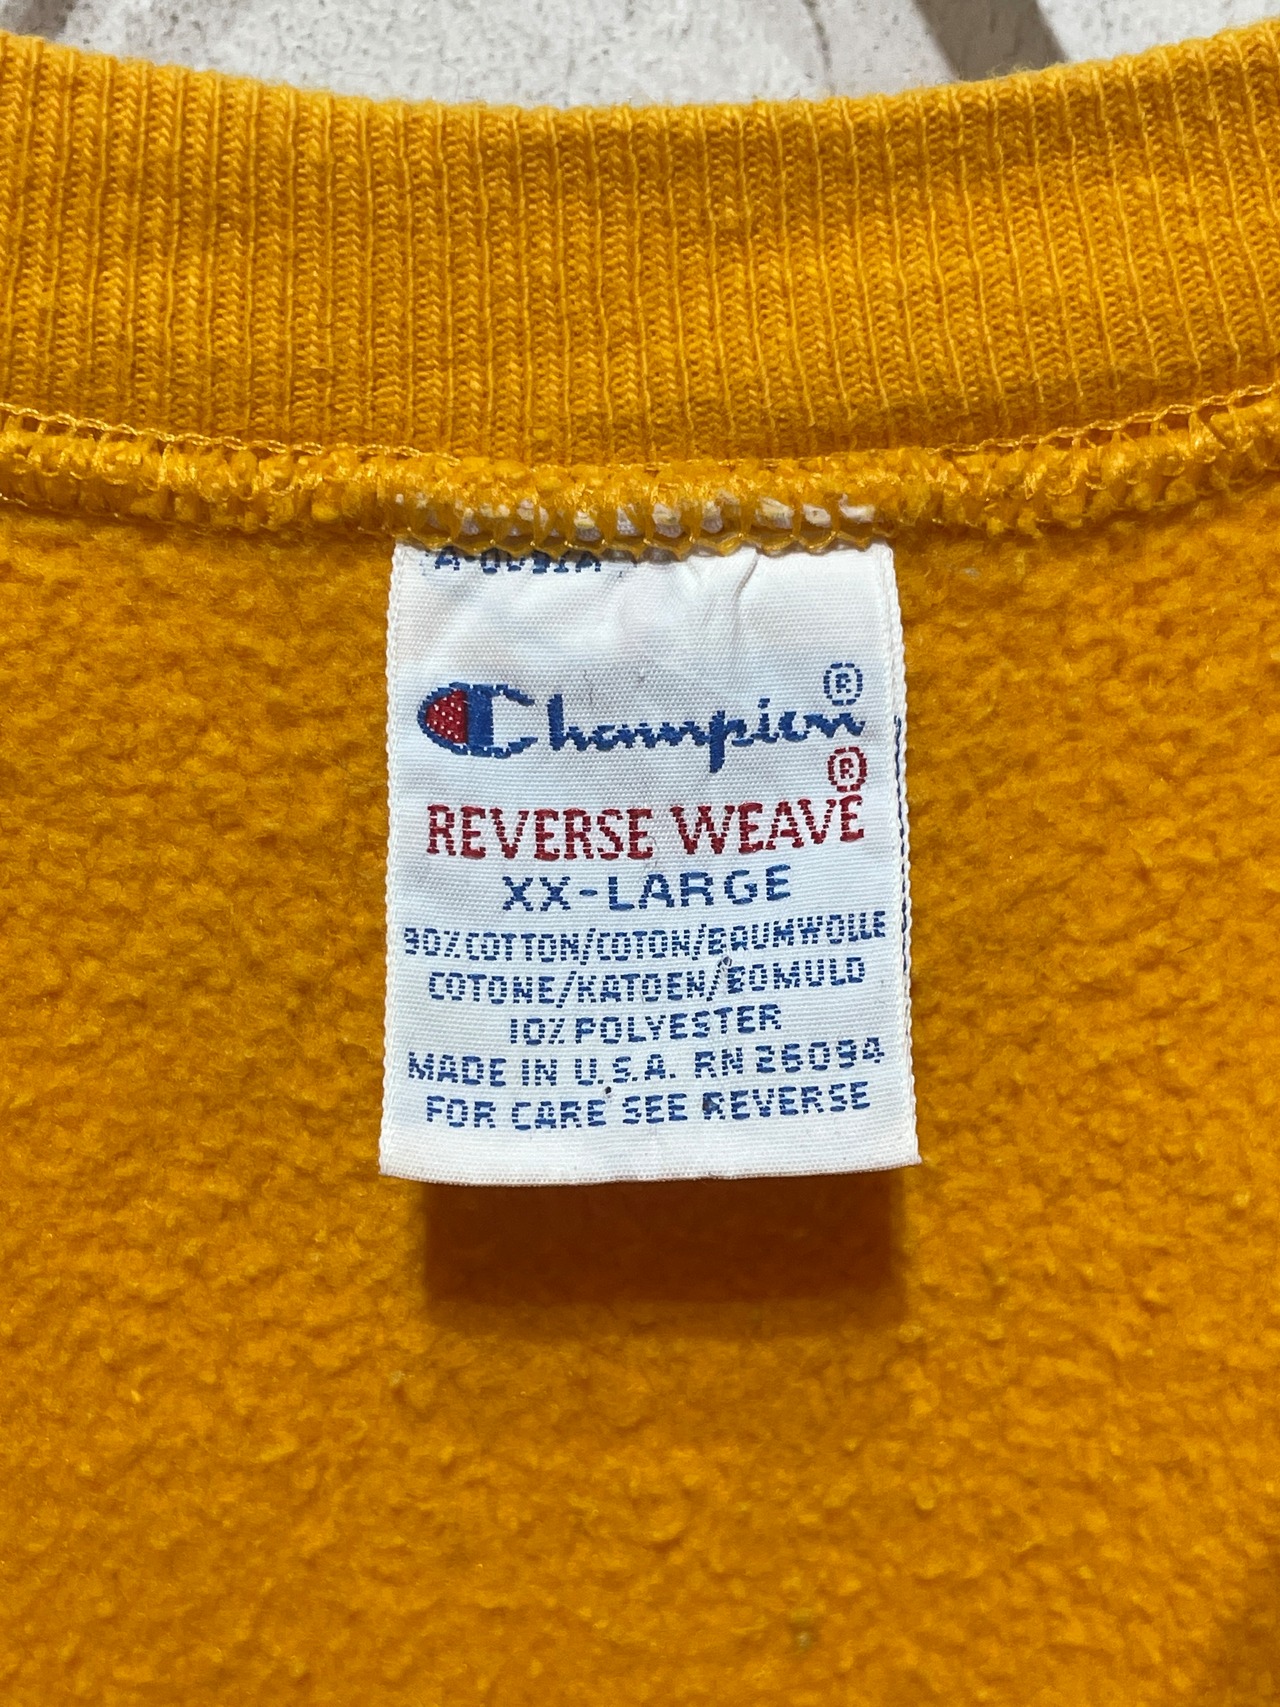 Champion®
REVERSE WEAVE®
XX-LARGE
90% COTTON/COTON/BAUMWOLLE
COTONE/KATOEN/BOMULD
10% POLYESTER
MADE IN U.S.A. RN 26094
FOR CARE SEE REVERSE